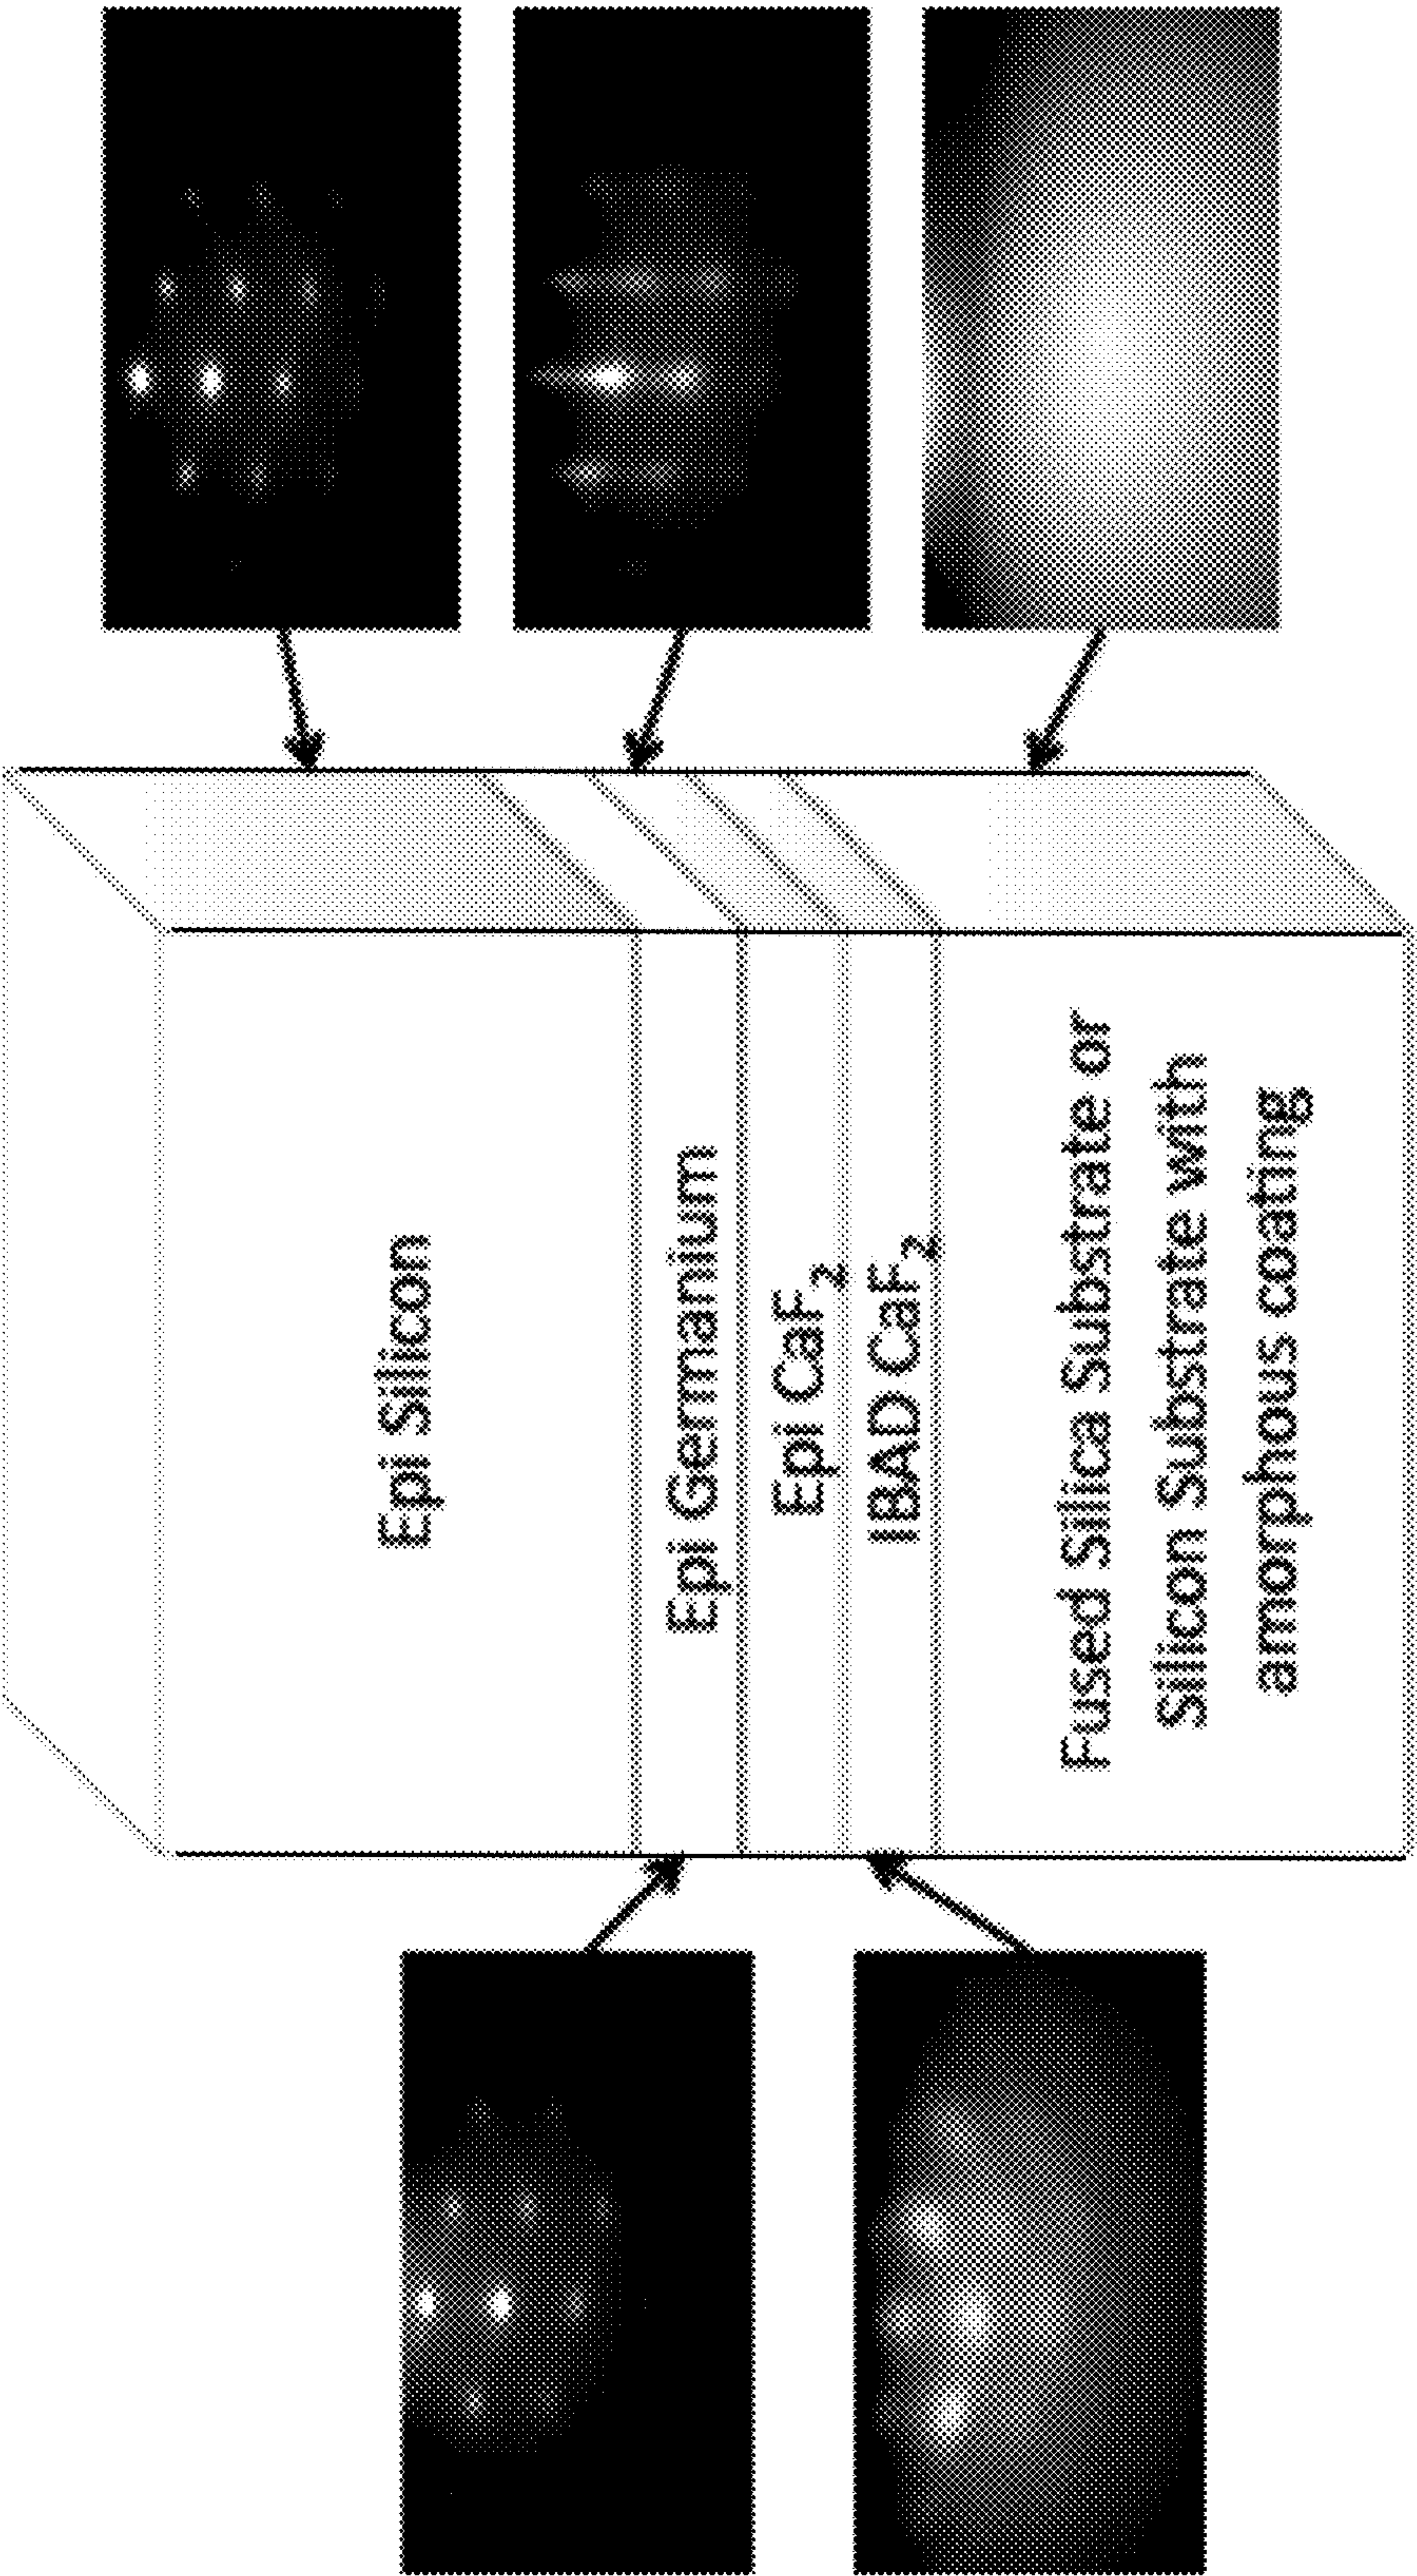 Epi Silicon
Epi Germanium
Epi CaF₂
IBAD CaF₂
Fused Silica Substrate or
Silicon Substrate with
amorphous coating